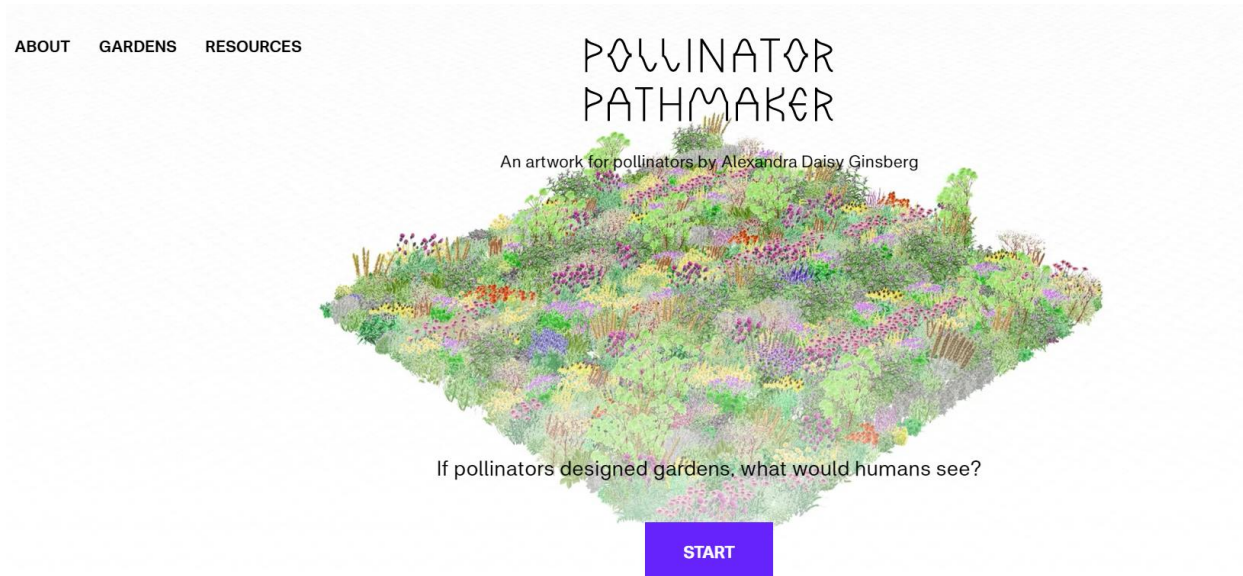 ABOUT GARDENS RESOURCES
POLLINATOR
PATHMAKER
An artwork for pollinators by Alexandra Daisy Ginsberg
If pollinators designed gardens, what would humans see?
START